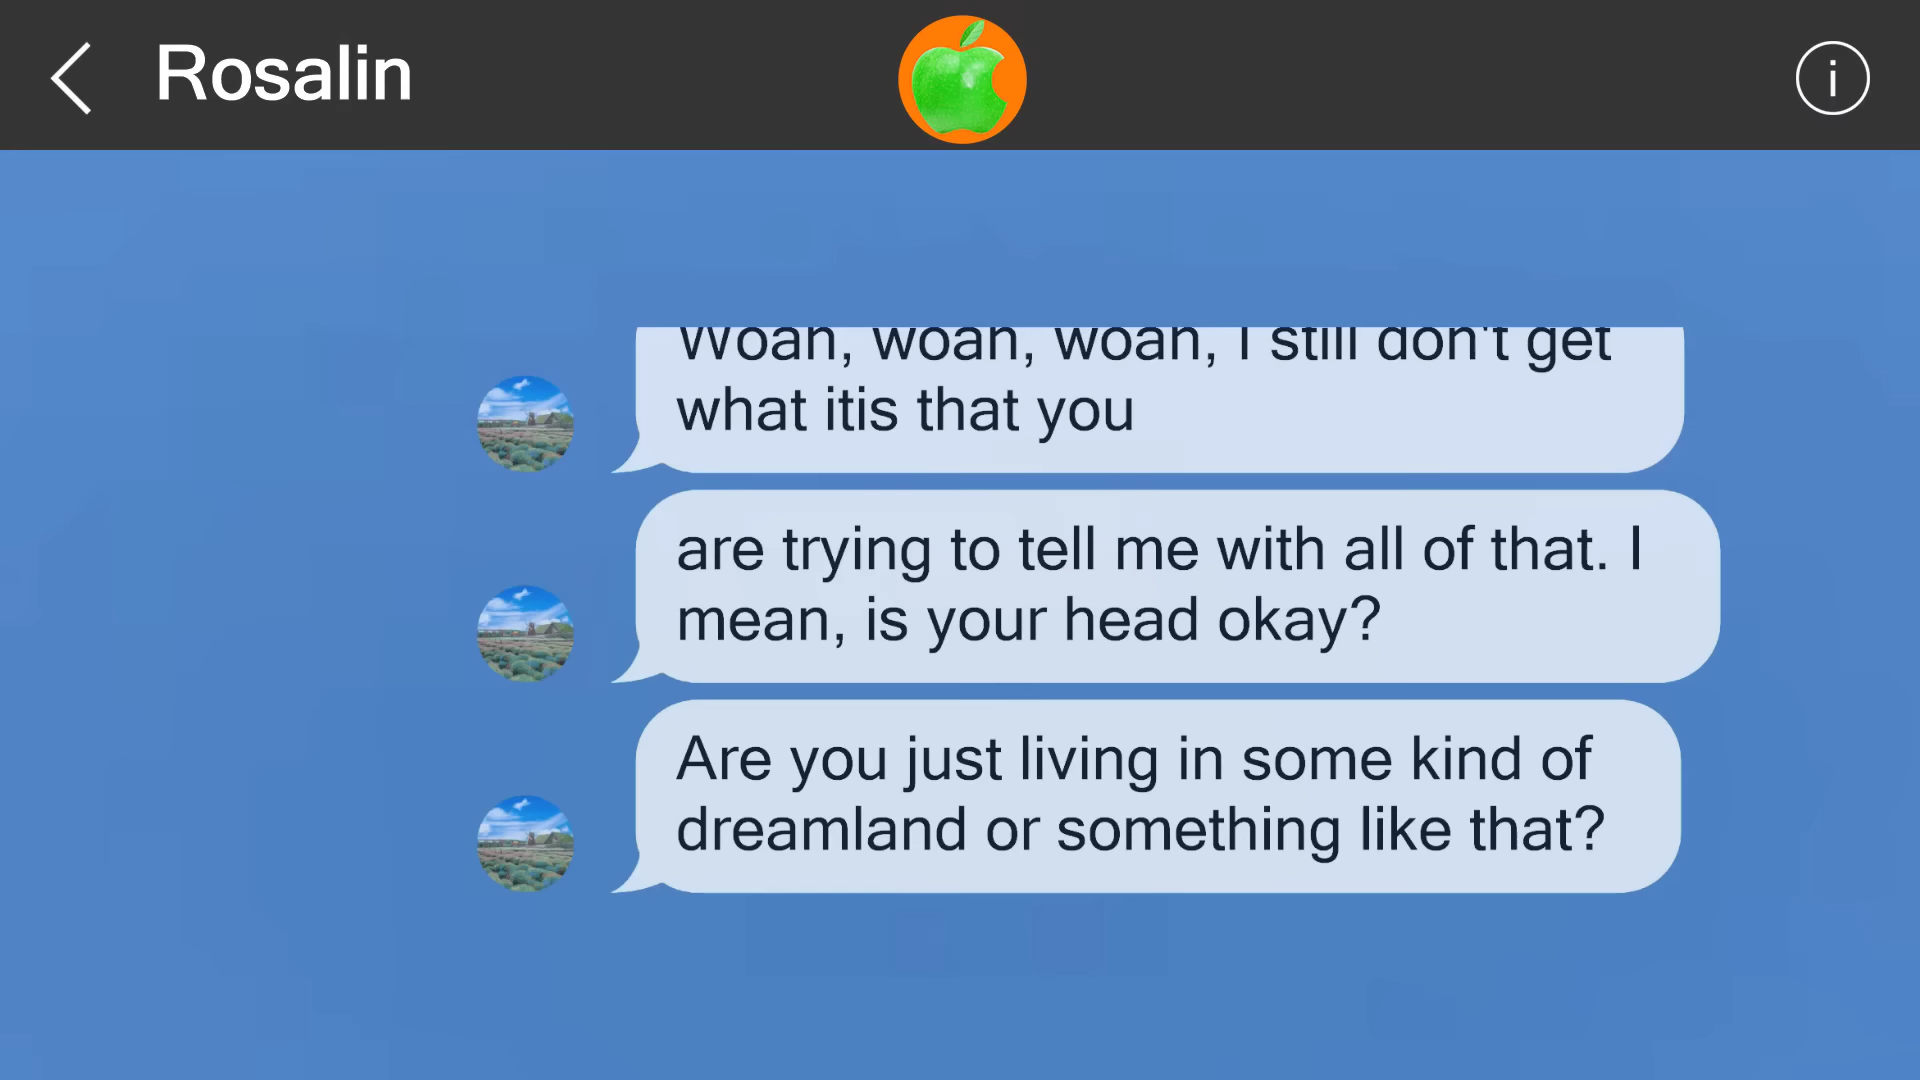 Rosalin
i
Woah, woah, woah, I still don't get
what itis that you
are trying to tell me with all of that. I
mean, is your head okay?
Are you just living in some kind of
dreamland or something like that?